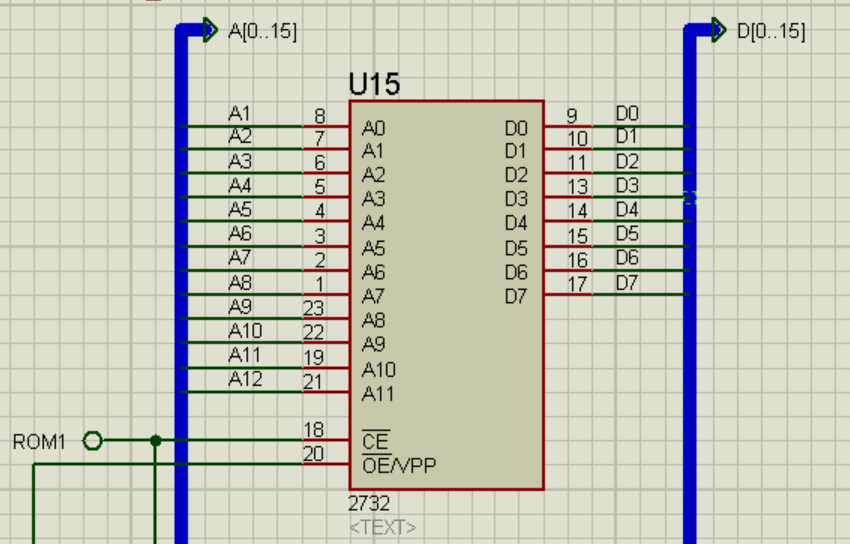 A[0..15] D[0..15]
U15
A1 8 A0 D0 9 D0
A2 7 A1 D1 10 D1
A3 6 A2 D2 11 D2
A4 5 A3 D3 13 D3
A5 4 A4 D4 14 D4
A6 3 A5 D5 15 D5
A7 2 A6 D6 16 D6
A8 1 A7 D7 17 D7
A9 23 A8
A10 22 A9
A11 19 A10
A12 21 A11
ROM1 18 CE
20 OE/VPP
2732
<TEXT>